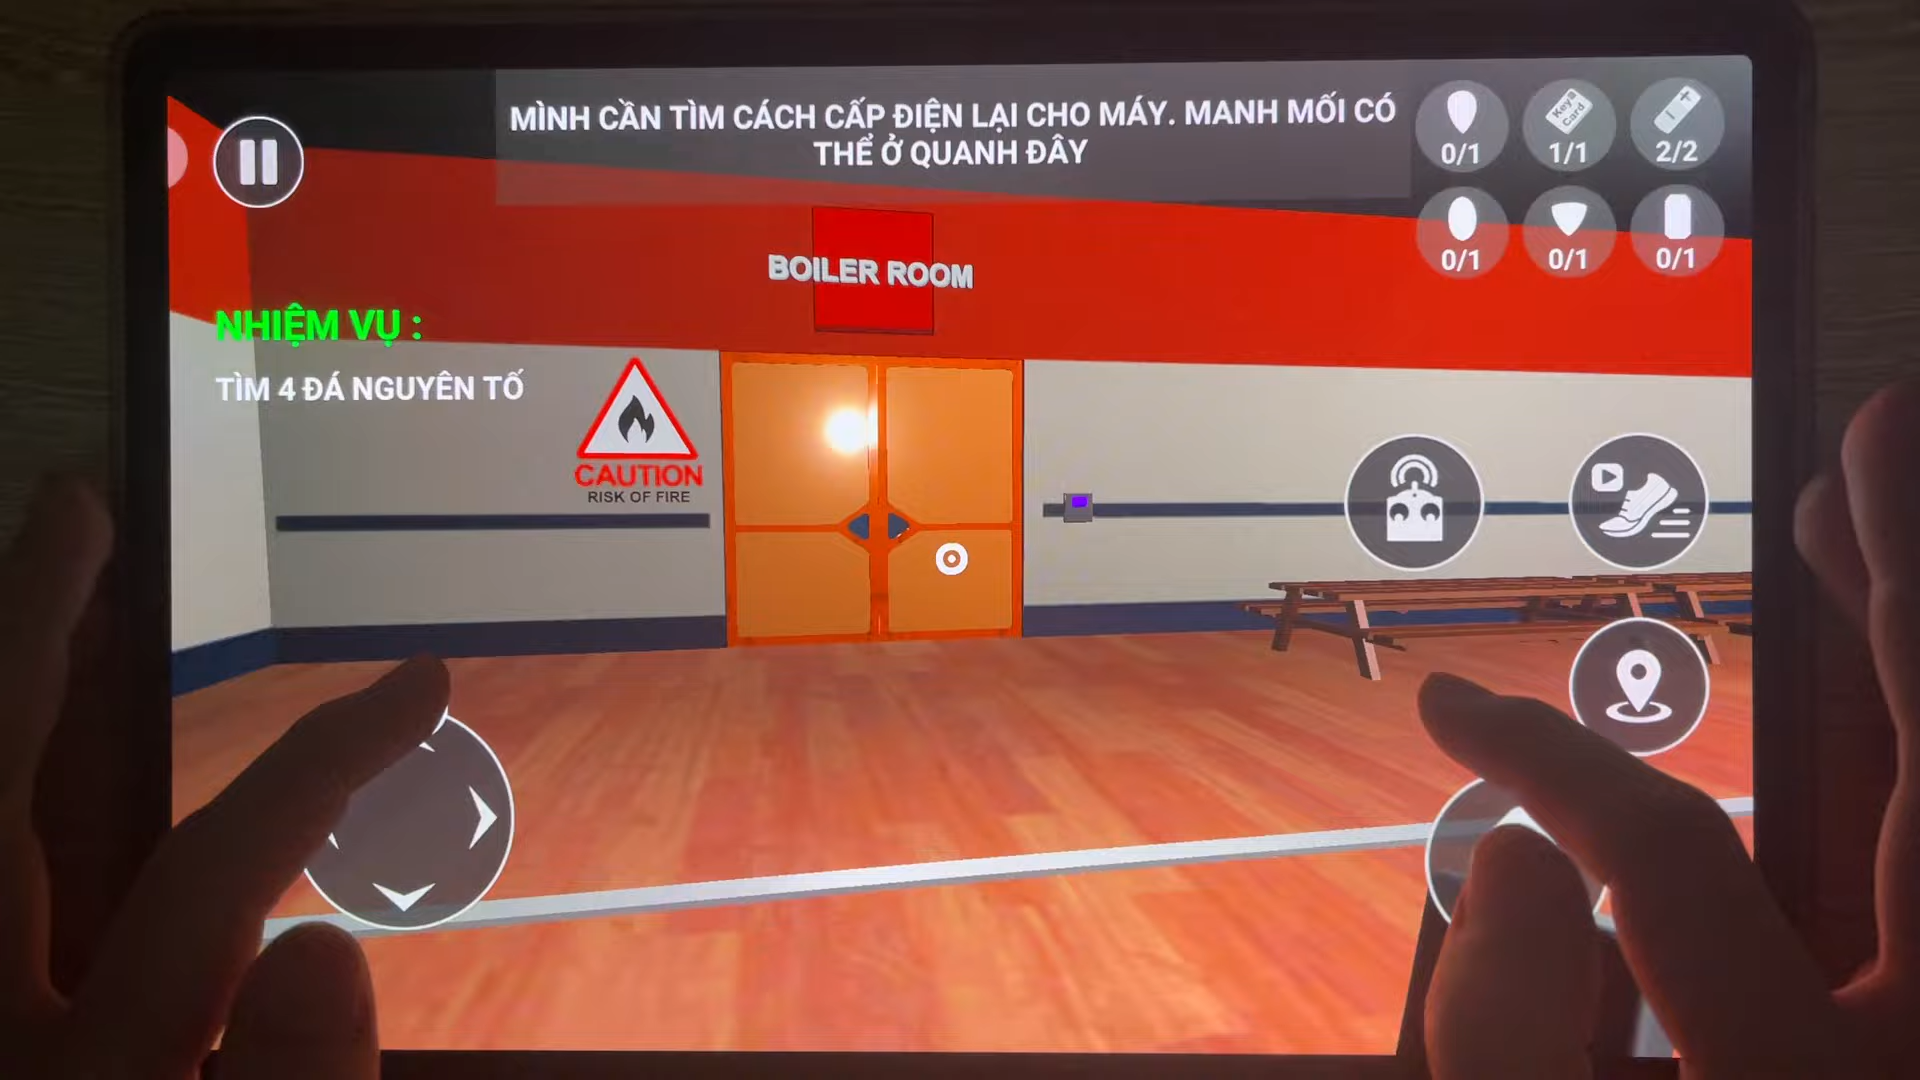 MÌNH CẦN TÌM CÁCH CẤP ĐIỆN LẠI CHO MÁY. MANH MỐI CÓ
THỂ Ở QUANH ĐÂY
0/1
Keya Card
1/1
2/2
0/1
0/1
0/1
BOILER ROOM
NHIỆM VỤ :
TÌM 4 ĐÁ NGUYÊN TỐ
CAUTION
RISK OF FIRE